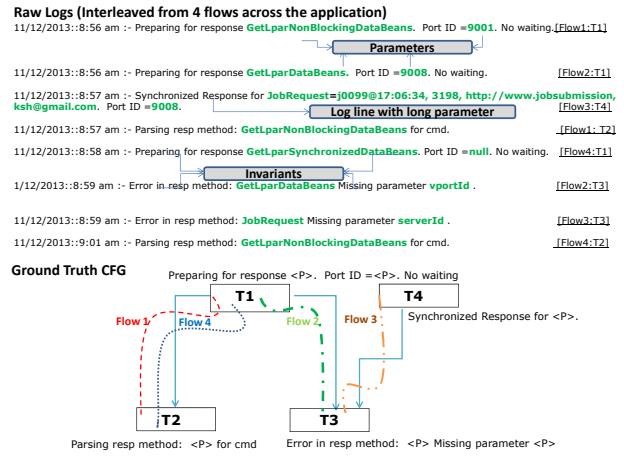 Raw Logs (Interleaved from 4 flows across the application)
11/12/2013::8:56 am :- Preparing for response GetLparNonBlockingDataBeans. Port ID =9001. No waiting.[Flow1:T1]
Parameters
11/12/2013::8:56 am :- Preparing for response GetLparDataBeans. Port ID =9008. No waiting. [Flow2:T1]
11/12/2013::8:57 am :- Synchronized Response for JobRequest=j0099@17:06:34, 3198, http://www.jobsubmission,
ksh@gmail.com. Port ID =9008. [Flow3:T4]
Log line with long parameter
11/12/2013::8:57 am :- Parsing resp method: GetLparNonBlockingDataBeans for cmd. [Flow1: T2]
11/12/2013::8:58 am :- Preparing for response GetLparSynchronizedDataBeans. Port ID =null. No waiting. [Flow4:T1]
Invariants
1/12/2013::8:59 am :- Error in resp method: GetLparDataBeans Missing parameter vportId . [Flow2:T3]
11/12/2013::8:59 am :- Error in resp method: JobRequest Missing parameter serverId . [Flow3:T3]
11/12/2013::9:01 am :- Parsing resp method: GetLparNonBlockingDataBeans for cmd. [Flow4:T2]
Ground Truth CFG
Preparing for response <P>. Port ID =<P>. No waiting
T1 T4
Synchronized Response for <P>.
Flow 1 Flow 4 Flow 2 Flow 3
T2 T3
Parsing resp method: <P> for cmd Error in resp method: <P> Missing parameter <P>